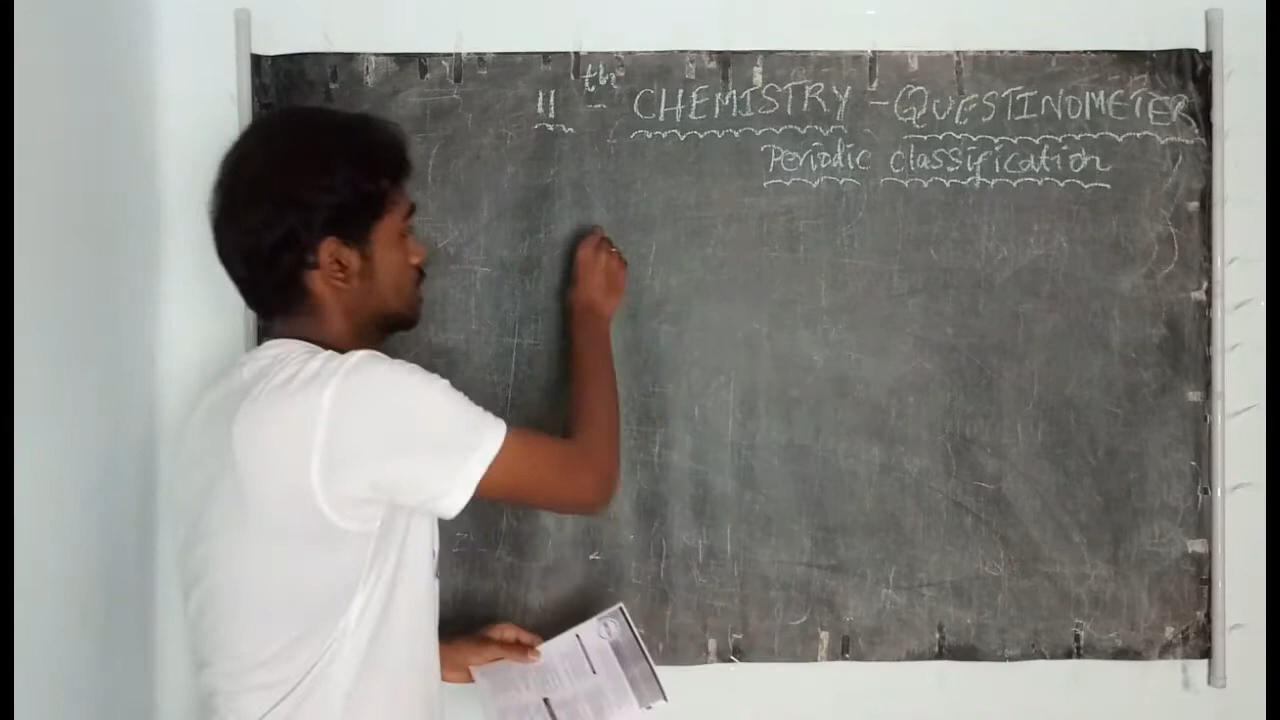 11th CHEMISTRY - QUESTINOMETER
Periodic classification